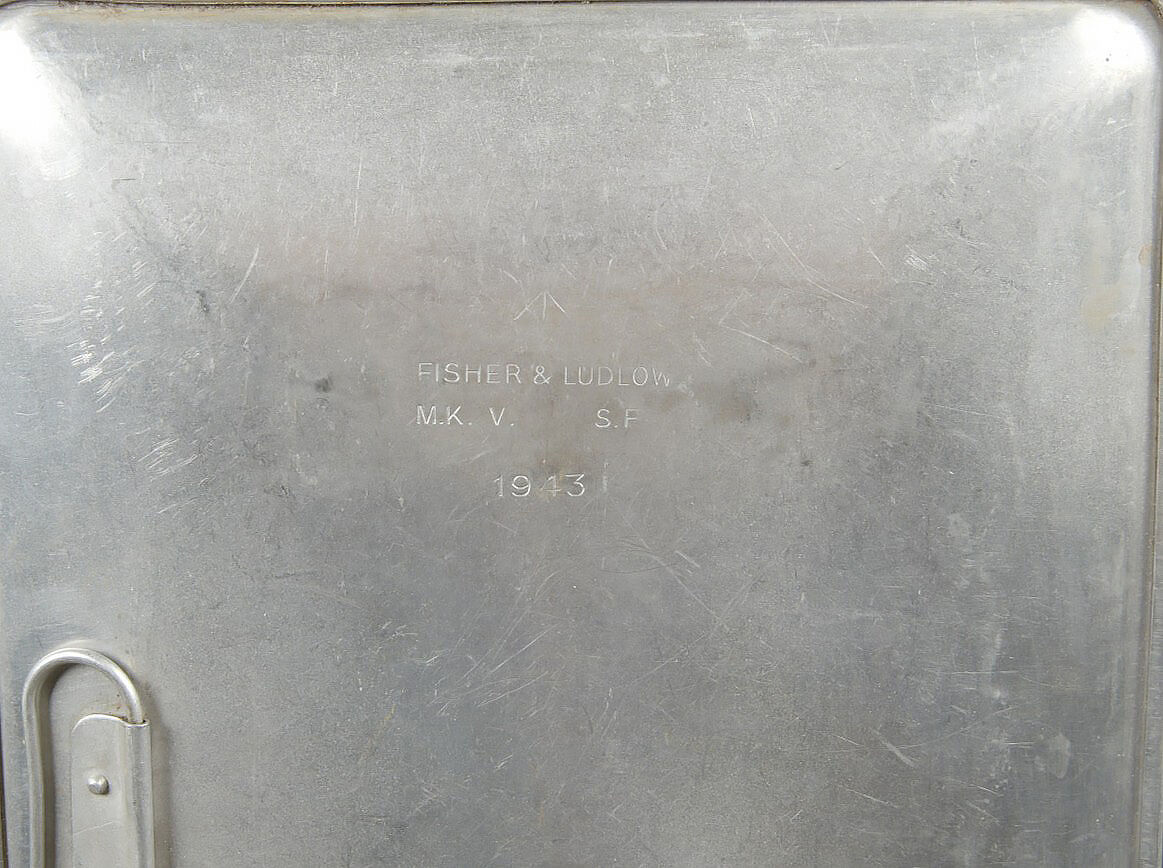 FISHER & LUDLOW
M.K. V. S.F
1943